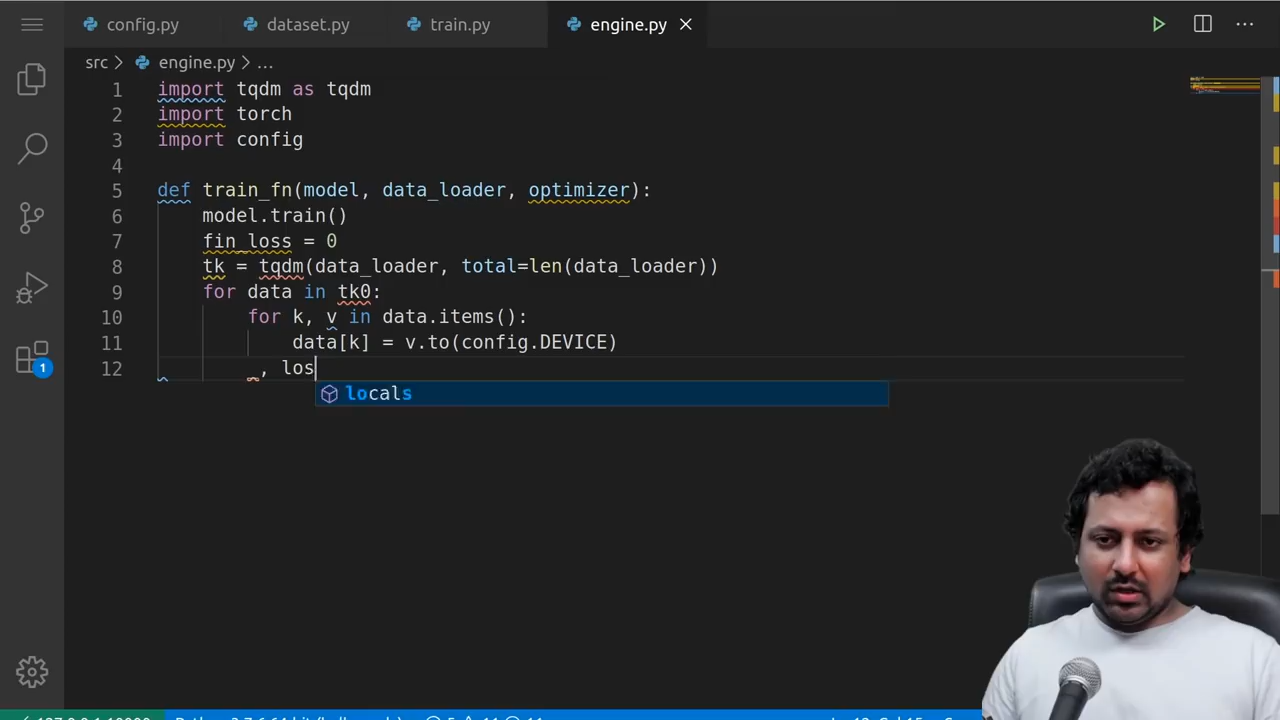 config.py dataset.py train.py engine.py
src > engine.py > ...
1 import tqdm as tqdm
2 import torch
3 import config
4
5 def train_fn(model, data_loader, optimizer):
6 model.train()
7 fin_loss = 0
8 tk = tqdm(data_loader, total=len(data_loader))
9 for data in tk0:
10 for k, v in data.items():
11 data[k] = v.to(config.DEVICE)
12 _, los
locals
1